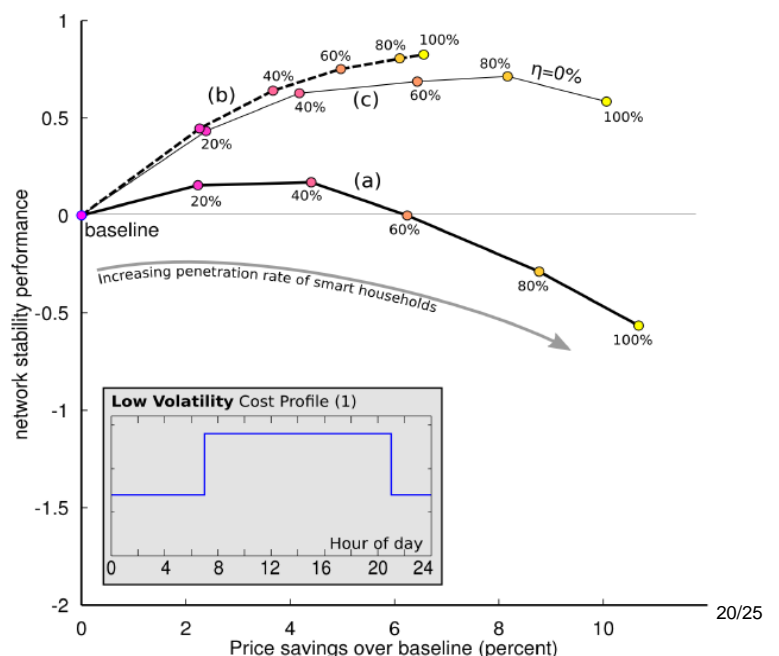 1
100%
80%
60%
40%
(b)
20%
80%
η=0%
100%
60%
(c)
40%
0.5
(a)
20%
40%
60%
80%
100%
0
baseline
Increasing penetration rate of smart households
-0.5
-1
-1.5
-2
network stability performance
Low Volatility Cost Profile (1)
Hour of day
0 4 8 12 16 20 24
0 2 4 6 8 10
Price savings over baseline (percent)
20/25